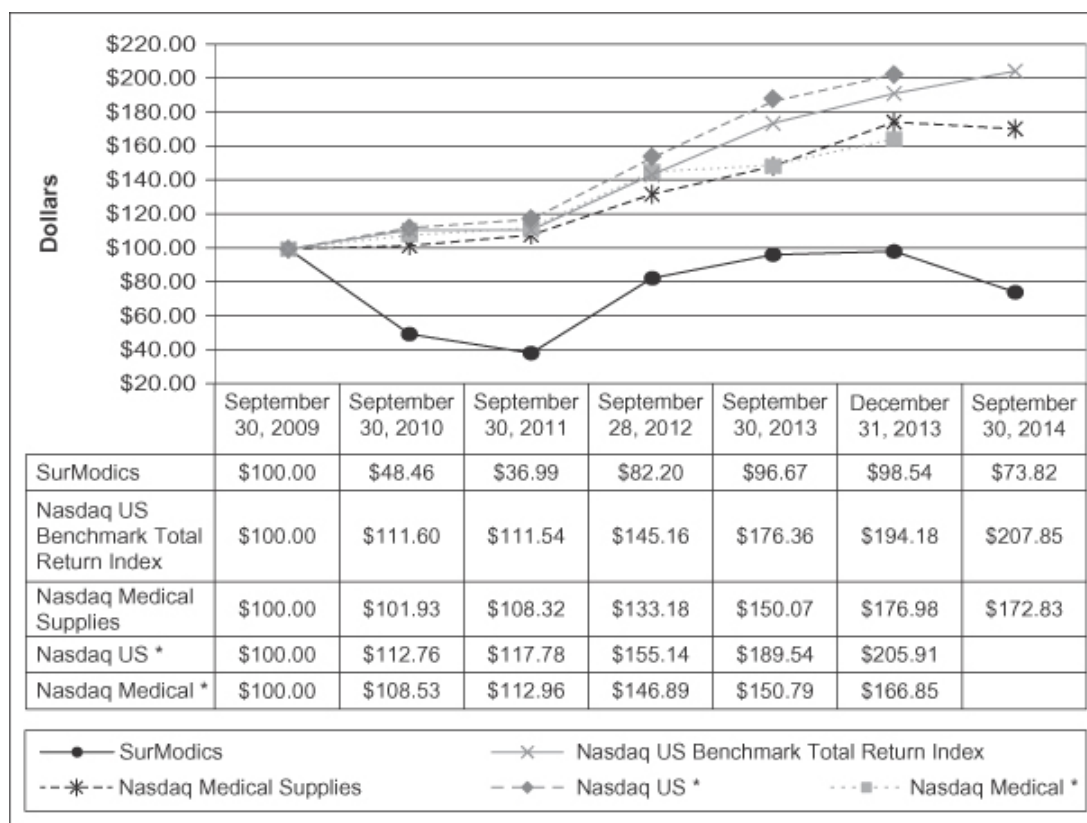 $220.00
$200.00
$180.00
$160.00
$140.00
$120.00
$100.00
$80.00
$60.00
$40.00
$20.00
Dollars
September 30, 2009 September 30, 2010 September 30, 2011 September 28, 2012 September 30, 2013 December 31, 2013 September 30, 2014
SurModics $100.00 $48.46 $36.99 $82.20 $96.67 $98.54 $73.82
Nasdaq US
Benchmark Total
Return Index $100.00 $111.60 $111.54 $145.16 $176.36 $194.18 $207.85
Nasdaq Medical
Supplies $100.00 $101.93 $108.32 $133.18 $150.07 $176.98 $172.83
Nasdaq US * $100.00 $112.76 $117.78 $155.14 $189.54 $205.91
Nasdaq Medical * $100.00 $108.53 $112.96 $146.89 $150.79 $166.85
SurModics Nasdaq US Benchmark Total Return Index
Nasdaq Medical Supplies Nasdaq US * Nasdaq Medical *